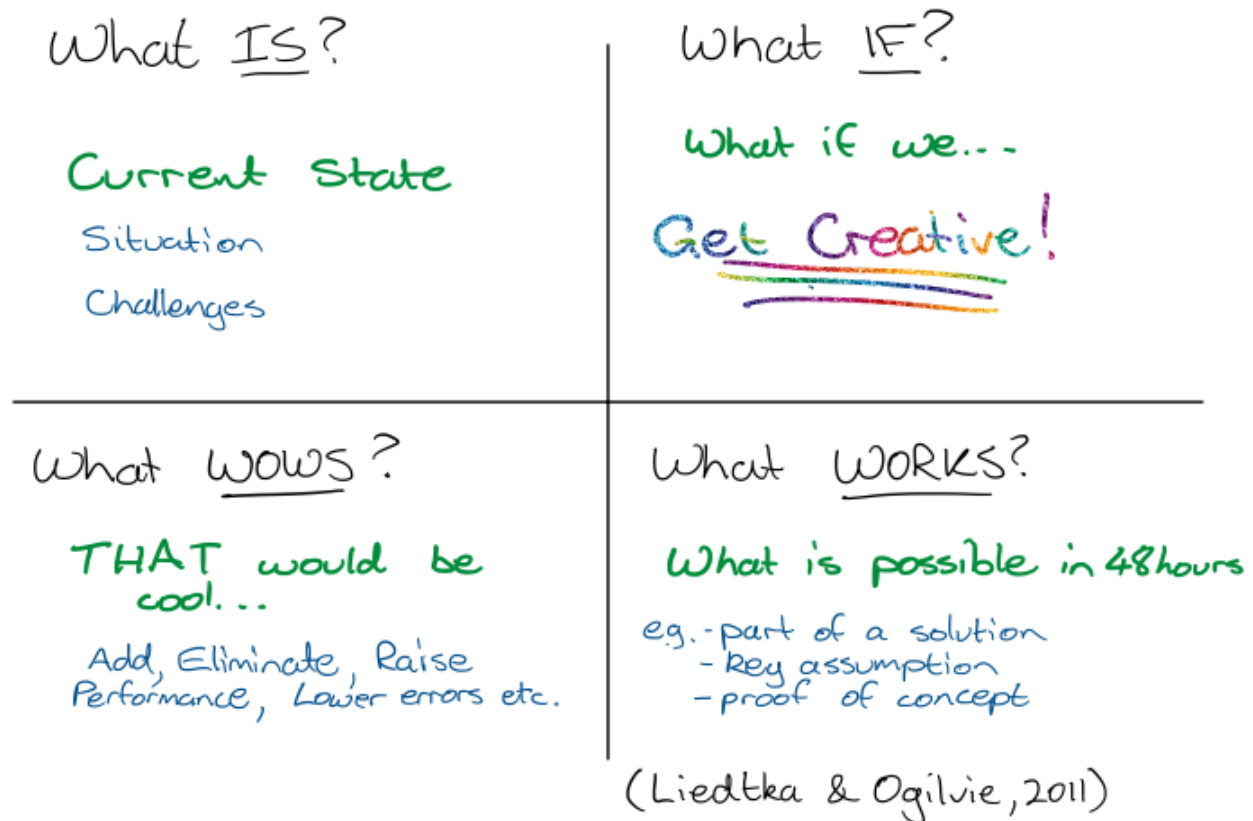 What IS?
Current State
Situation
Challenges
What IF?
What if we...
Get Creative!
What WOWS?
THAT would be
cool...
Add, Eliminate, Raise
Performance, Lower errors etc.
What WORKS?
What is possible in 48hours
e.g. - part of a solution
- key assumption
- proof of concept
(Liedtka & Ogilvie, 2011)